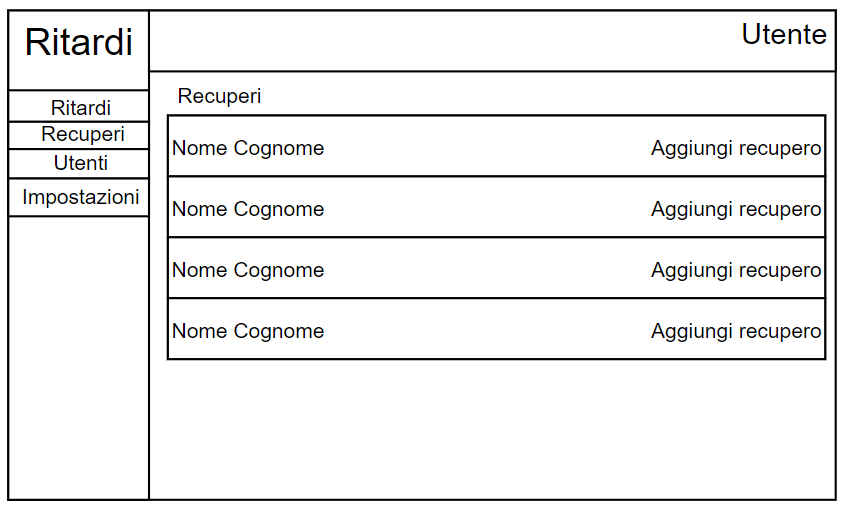 Ritardi
Utente
Ritardi
Recuperi
Utenti
Impostazioni
Recuperi
Nome Cognome Aggiungi recupero
Nome Cognome Aggiungi recupero
Nome Cognome Aggiungi recupero
Nome Cognome Aggiungi recupero